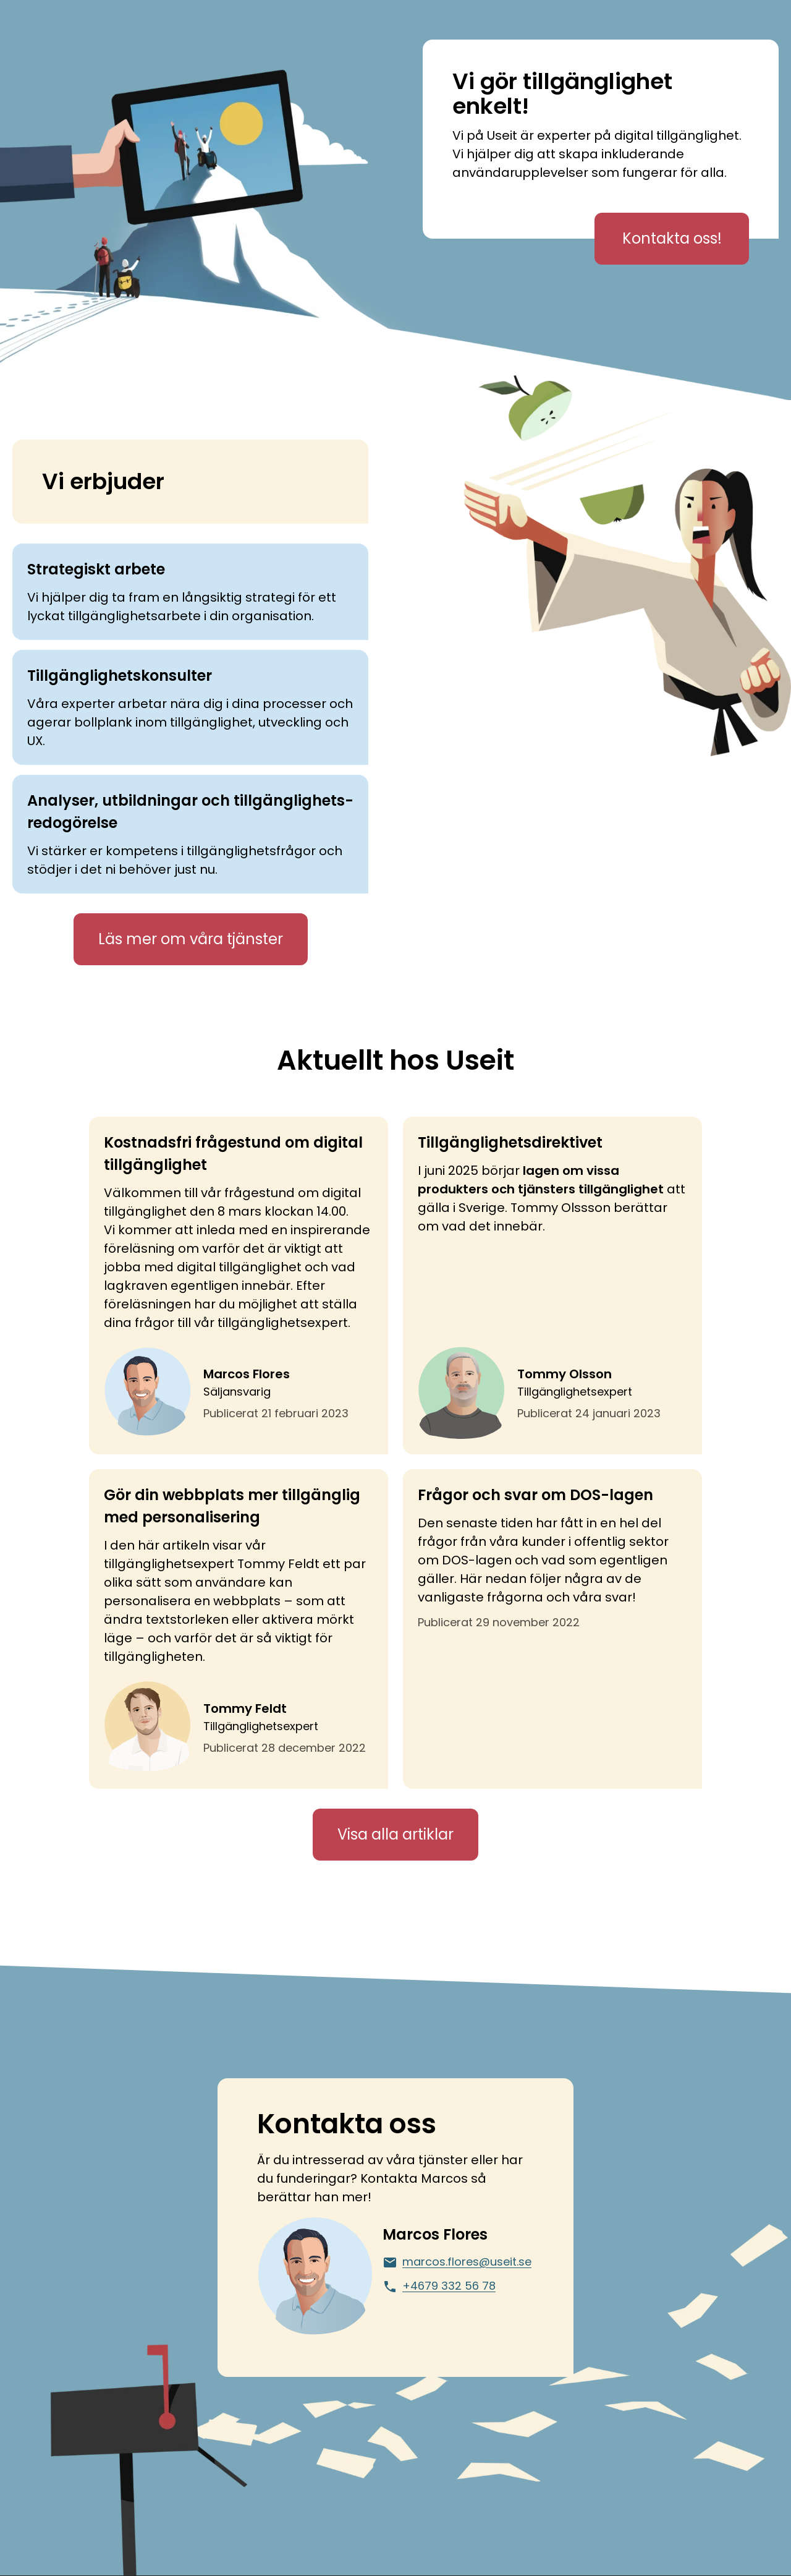 Vi gör tillgänglighet
enkelt!
Vi på Useit är experter på digital tillgänglighet.
Vi hjälper dig att skapa inkluderande
användarupplevelser som fungerar för alla.
Kontakta oss!
Vi erbjuder
Strategiskt arbete
Vi hjälper dig ta fram en långsiktig strategi för ett
lyckat tillgänglighetsarbete i din organisation.
Tillgänglighetskonsulter
Våra experter arbetar nära dig i dina processer och
agerar bollplank inom tillgänglighet, utveckling och
UX.
Analyser, utbildningar och tillgänglighets-
redogörelse
Vi stärker er kompetens i tillgänglighetsfrågor och
stödjer i det ni behöver just nu.
Läs mer om våra tjänster
Aktuellt hos Useit
Kostnadsfri frågestund om digital
tillgänglighet
Välkommen till vår frågestund om digital
tillgänglighet den 8 mars klockan 14.00.
Vi kommer att inleda med en inspirerande
föreläsning om varför det är viktigt att
jobba med digital tillgänglighet och vad
lagkraven egentligen innebär. Efter
föreläsningen har du möjlighet att ställa
dina frågor till vår tillgänglighetsexpert.
Marcos Flores
Säljansvarig
Publicerat 21 februari 2023
Tillgänglighetsdirektivet
I juni 2025 börjar lagen om vissa
produkters och tjänsters tillgänglighet att
gälla i Sverige. Tommy Olssson berättar
om vad det innebär.
Tommy Olsson
Tillgänglighetsexpert
Publicerat 24 januari 2023
Gör din webbplats mer tillgänglig
med personalisering
I den här artikeln visar vår
tillgänglighetsexpert Tommy Feldt ett par
olika sätt som användare kan
personalisera en webbplats – som att
ändra textstorleken eller aktivera mörkt
läge – och varför det är så viktigt för
tillgängligheten.
Tommy Feldt
Tillgänglighetsexpert
Publicerat 28 december 2022
Frågor och svar om DOS-lagen
Den senaste tiden har fått in en hel del
frågor från våra kunder i offentlig sektor
om DOS-lagen och vad som egentligen
gäller. Här nedan följer några av de
vanligaste frågorna och våra svar!
Publicerat 29 november 2022
Visa alla artiklar
Kontakta oss
Är du intresserad av våra tjänster eller har
du funderingar? Kontakta Marcos så
berättar han mer!
Marcos Flores
marcos.flores@useit.se
+4679 332 56 78